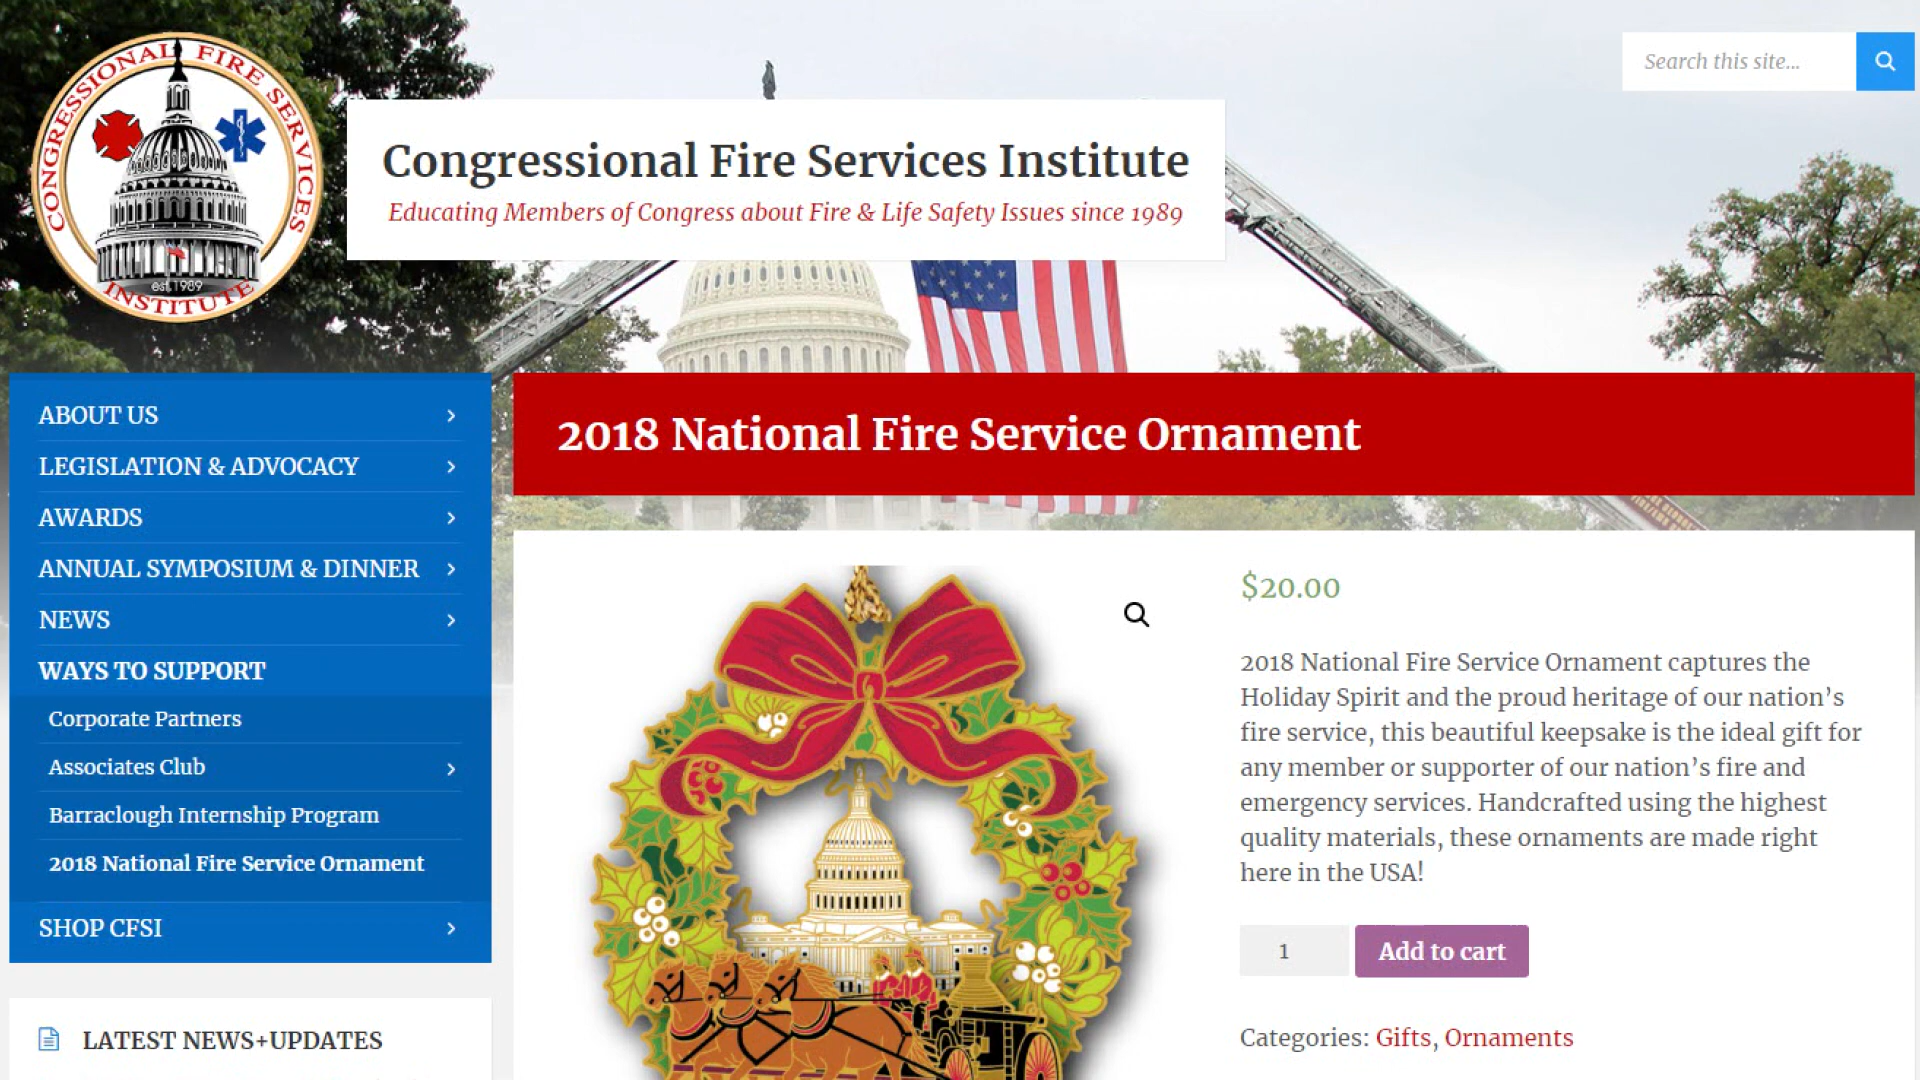 CONGRESSIONAL FIRE SERVICES
INSTITUTE
est.1989
Search this site...
Congressional Fire Services Institute
Educating Members of Congress about Fire & Life Safety Issues since 1989
ABOUT US
LEGISLATION & ADVOCACY
AWARDS
ANNUAL SYMPOSIUM & DINNER
NEWS
WAYS TO SUPPORT
Corporate Partners
Associates Club
Barraclough Internship Program
2018 National Fire Service Ornament
SHOP CFSI
LATEST NEWS+UPDATES
2018 National Fire Service Ornament
$20.00
2018 National Fire Service Ornament captures the
Holiday Spirit and the proud heritage of our nation’s
fire service, this beautiful keepsake is the ideal gift for
any member or supporter of our nation’s fire and
emergency services. Handcrafted using the highest
quality materials, these ornaments are made right
here in the USA!
1
Add to cart
Categories: Gifts, Ornaments